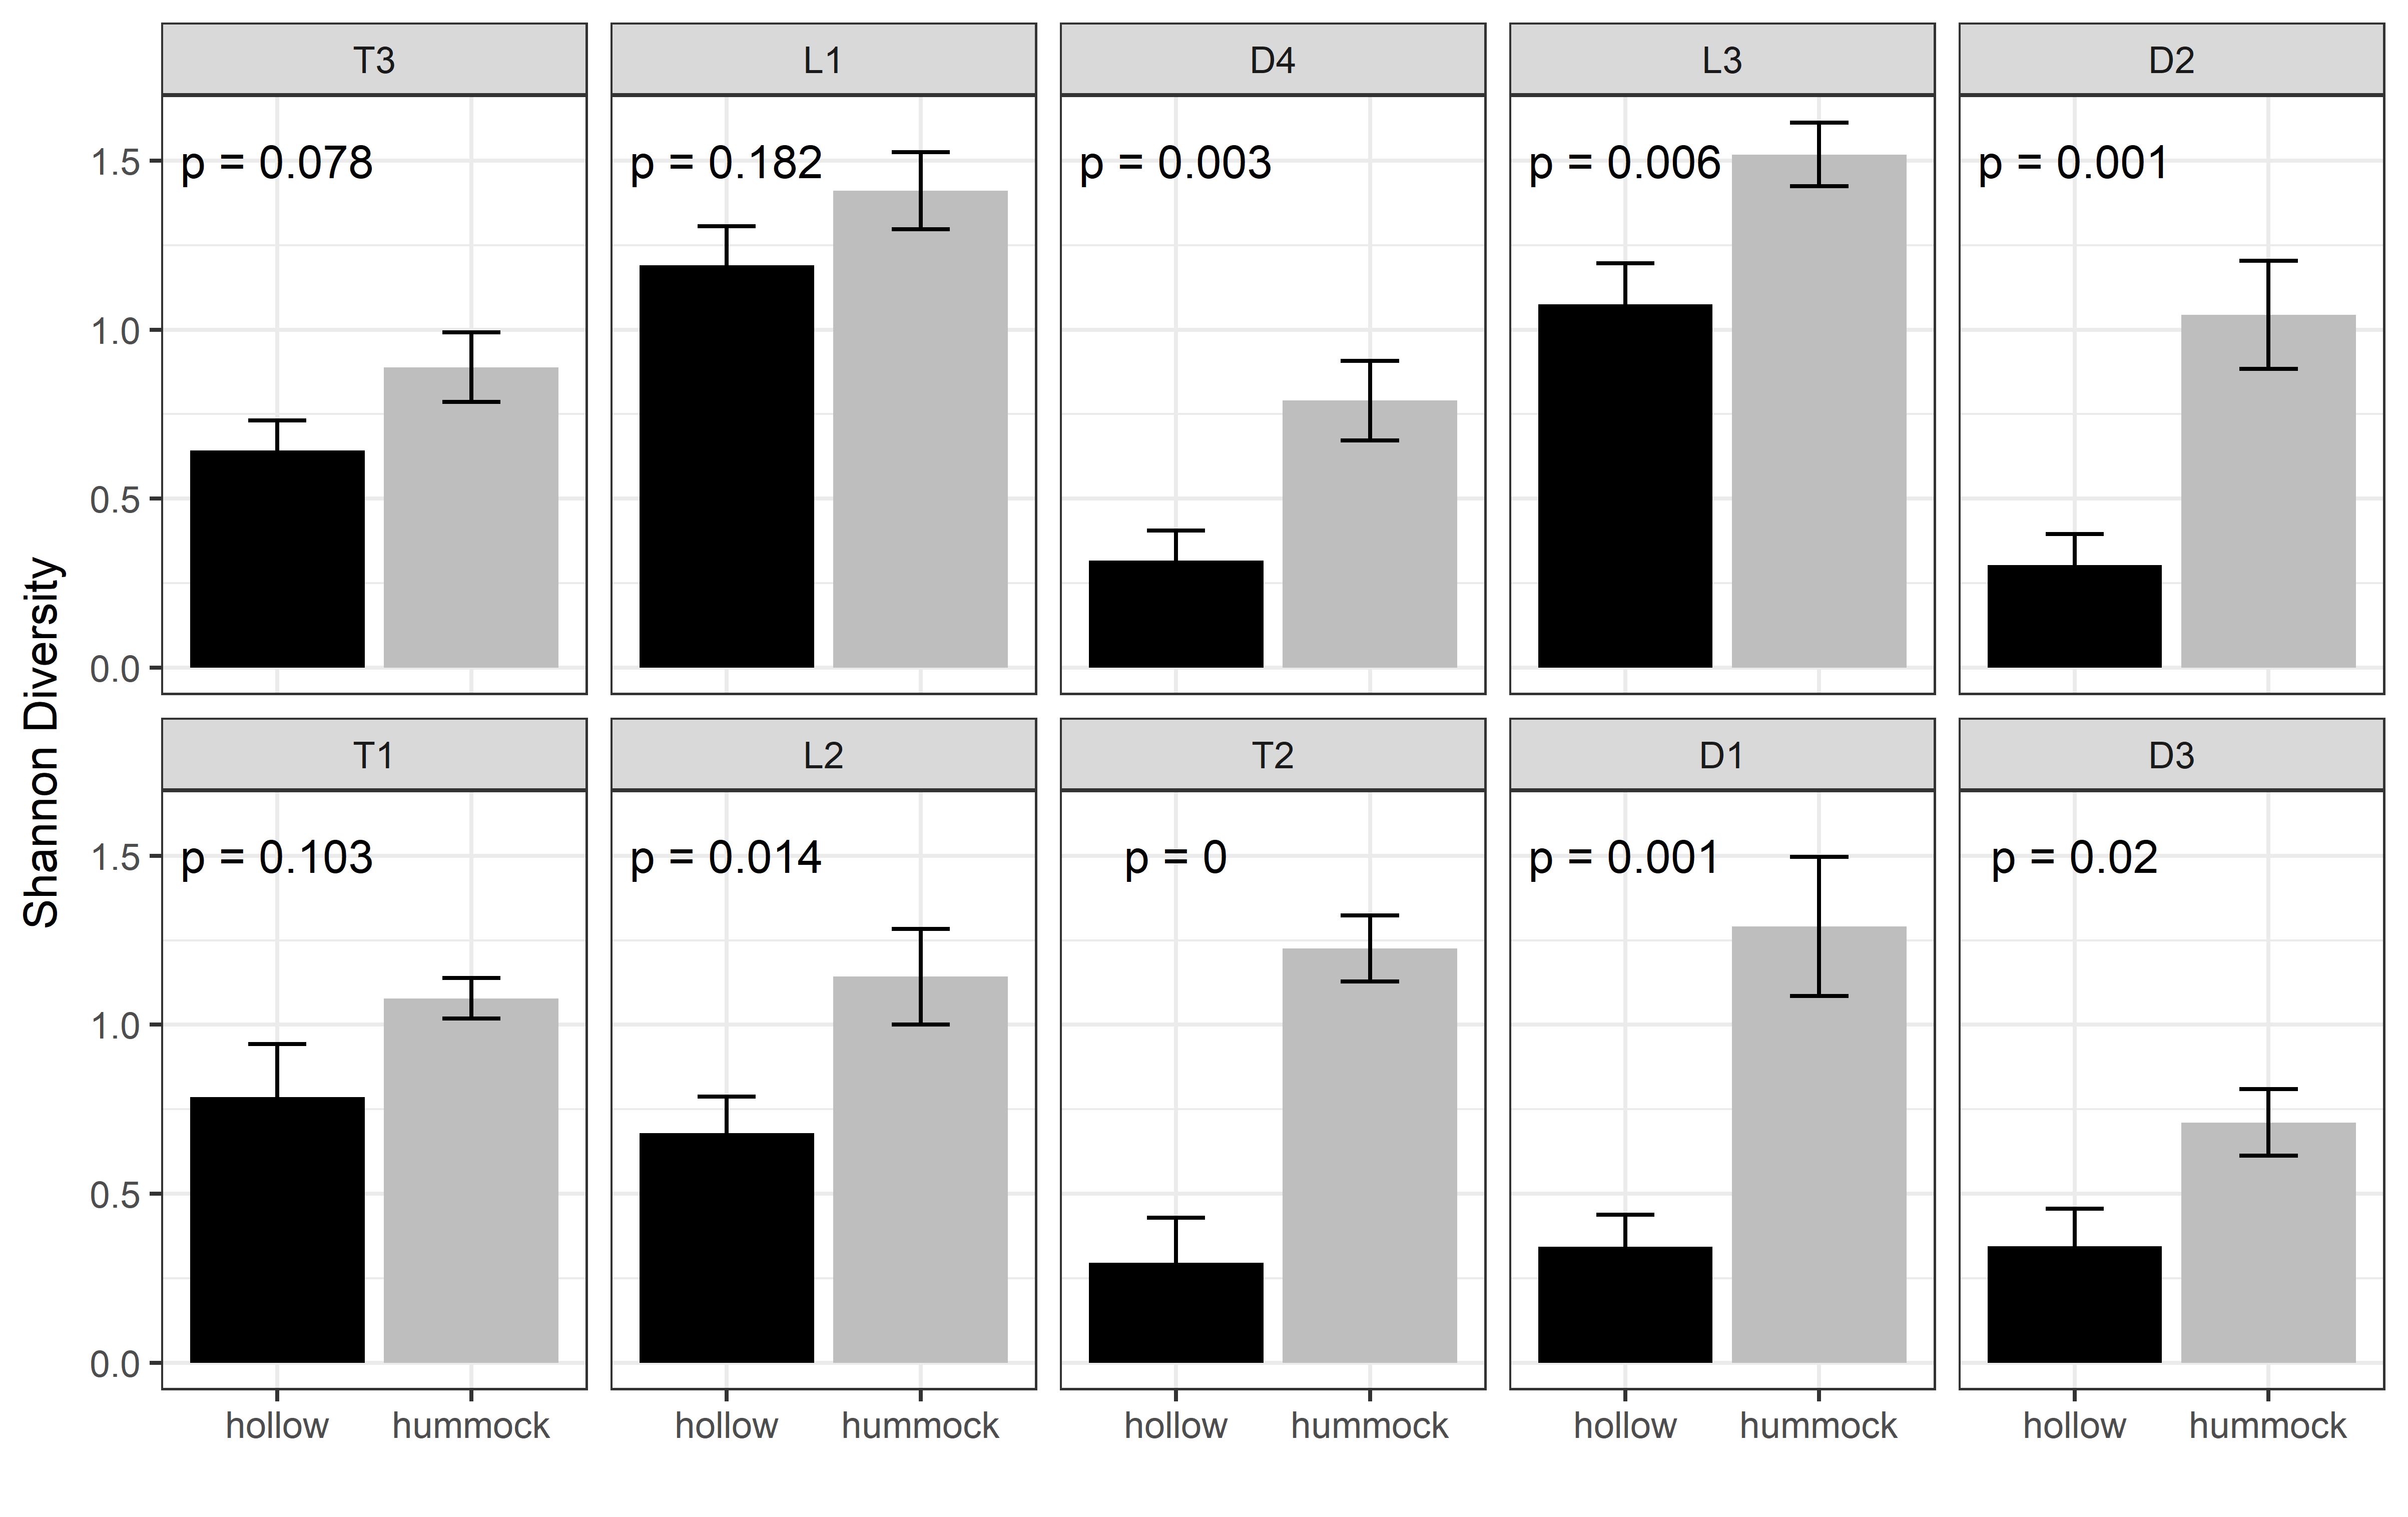 T3 L1 D4 L3 D2
p = 0.078 p = 0.182 p = 0.003 p = 0.006 p = 0.001
1.5
1.0
0.5
0.0
Shannon Diversity
T1 L2 T2 D1 D3
p = 0.103 p = 0.014 p = 0 p = 0.001 p = 0.02
1.5
1.0
0.5
0.0
hollow hummock hollow hummock hollow hummock hollow hummock hollow hummock